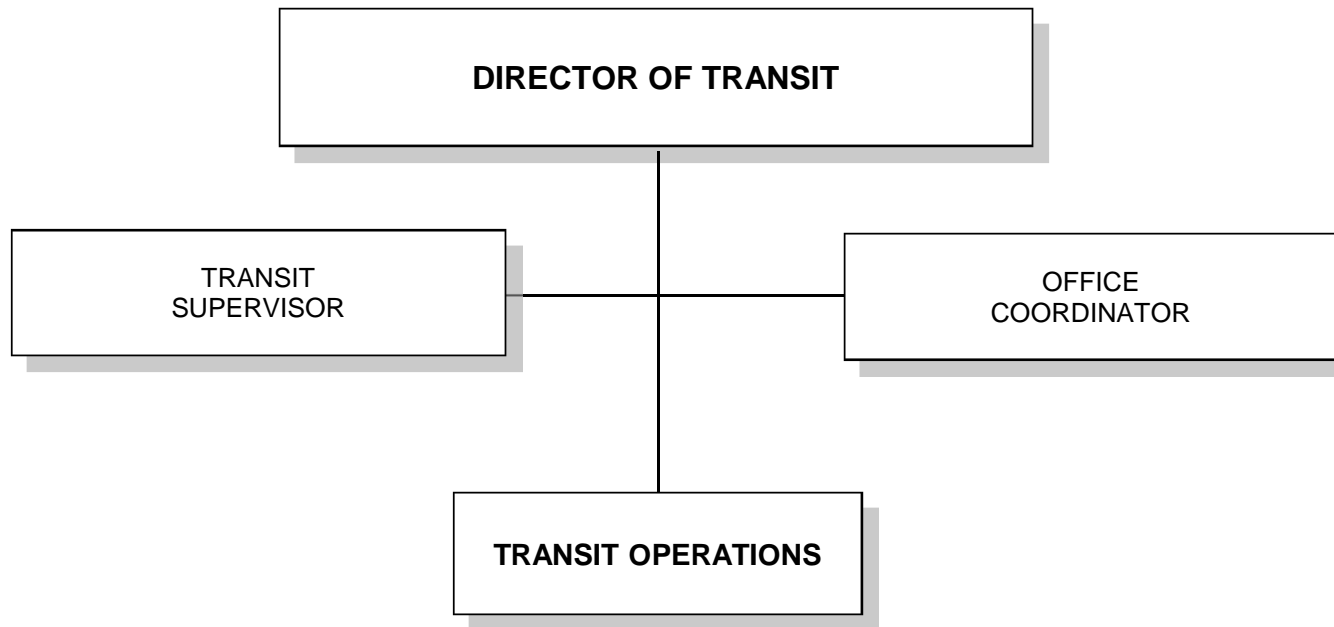 DIRECTOR OF TRANSIT
TRANSIT
SUPERVISOR
OFFICE
COORDINATOR
TRANSIT OPERATIONS